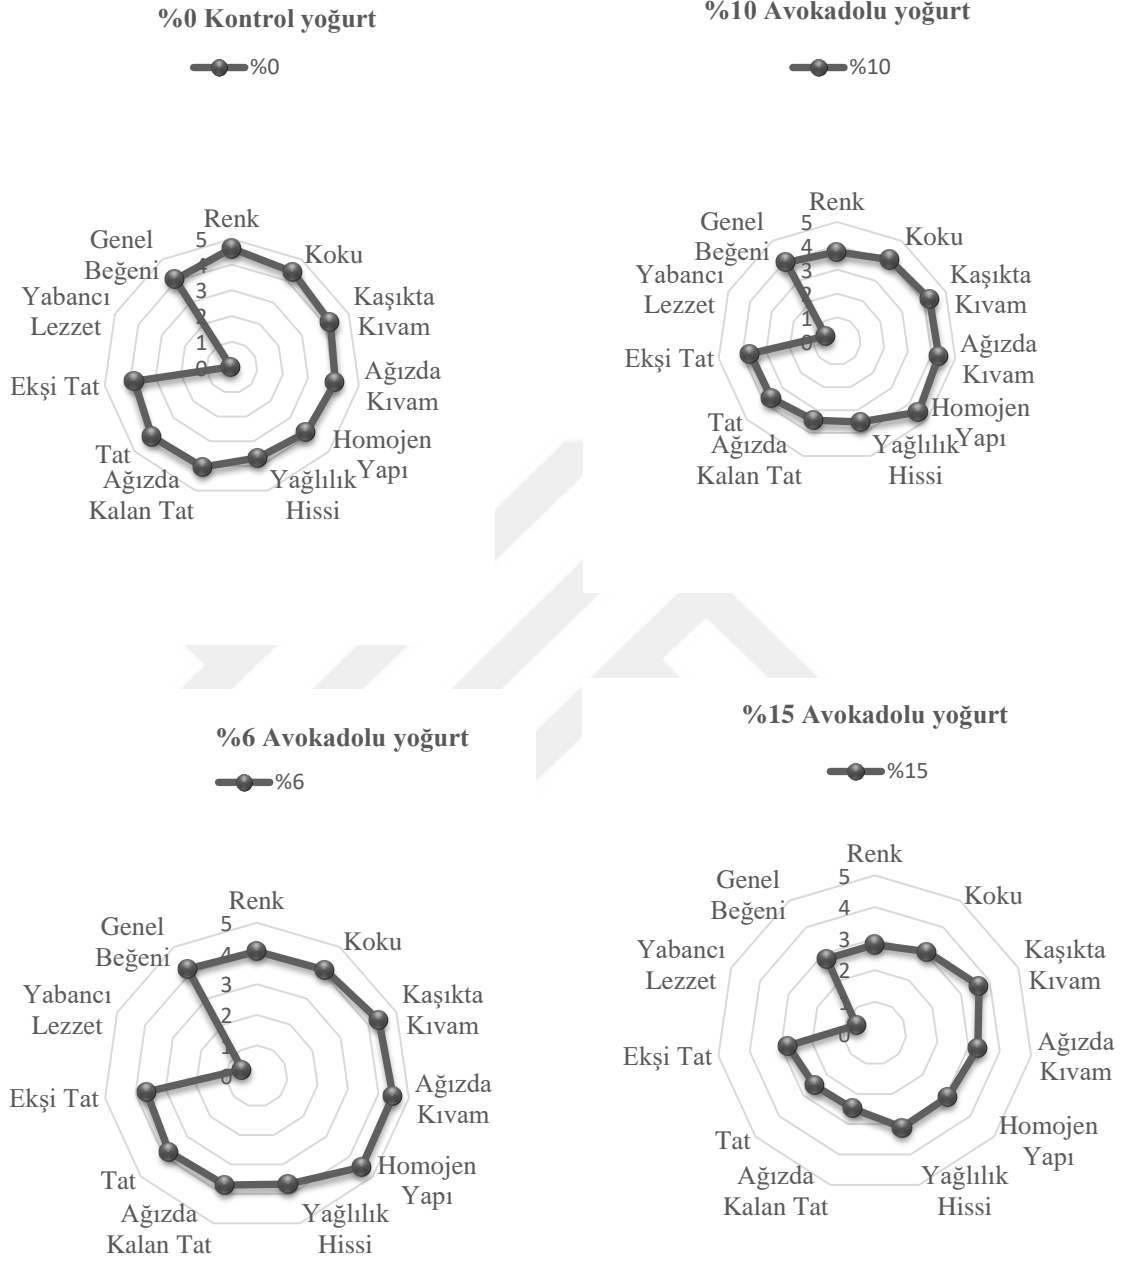 %0 Kontrol yoğurt
%0
Renk
Koku
Kaşıkta
Kıvam
Ağızda
Kıvam
Homojen
Yapı
Yağlılık
Hissi
Ağızda
Kalan Tat
Tat
Ekşi Tat
Yabancı
Lezzet
Genel
Beğeni
5
4
3
2
1
0
%10 Avokadolu yoğurt
%10
Renk
Koku
Kaşıkta
Kıvam
Ağızda
Kıvam
Homojen
Yapı
Yağlılık
Hissi
Ağızda
Kalan Tat
Tat
Ekşi Tat
Yabancı
Lezzet
Genel
Beğeni
5
4
3
2
1
0
%6 Avokadolu yoğurt
%6
Renk
Koku
Kaşıkta
Kıvam
Ağızda
Kıvam
Homojen
Yapı
Yağlılık
Hissi
Ağızda
Kalan Tat
Tat
Ekşi Tat
Yabancı
Lezzet
Genel
Beğeni
5
4
3
2
1
0
%15 Avokadolu yoğurt
%15
Renk
Koku
Kaşıkta
Kıvam
Ağızda
Kıvam
Homojen
Yapı
Yağlılık
Hissi
Ağızda
Kalan Tat
Tat
Ekşi Tat
Yabancı
Lezzet
Genel
Beğeni
5
4
3
2
1
0